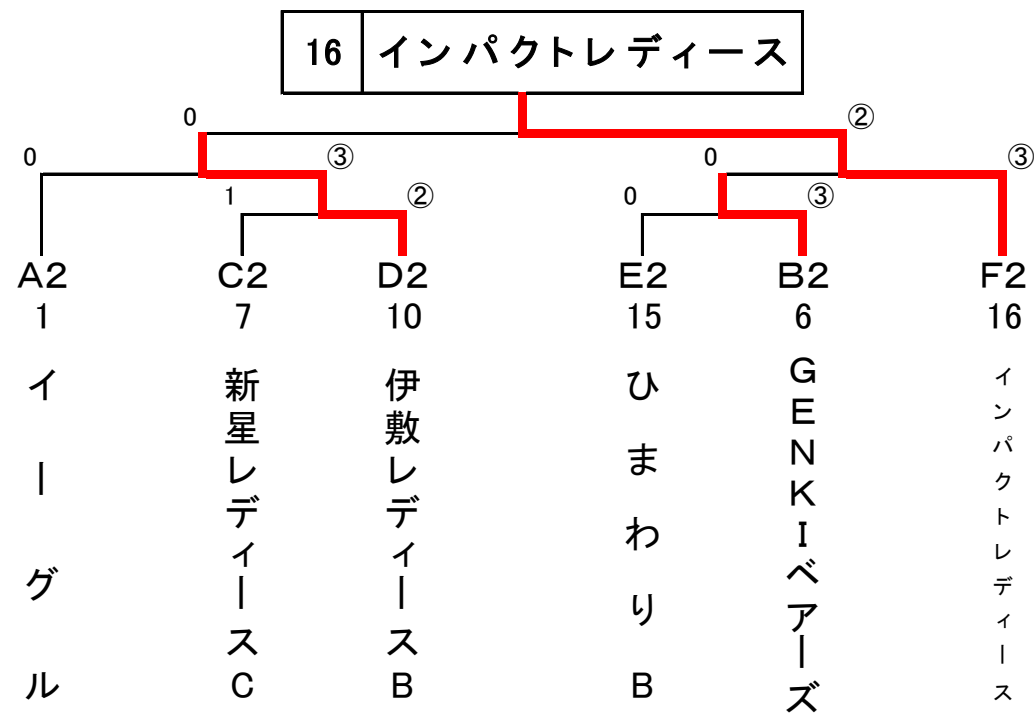 16 インパクトレディース
0 ②
0 ③ 0 ③
1 ② 0 ③
A2 C2 D2 E2 B2 F2
1 7 10 15 6 16
イーグル
新星レディースC
伊敷レディースB
ひまわりB
GENKIベアーズ
インパクトレディース